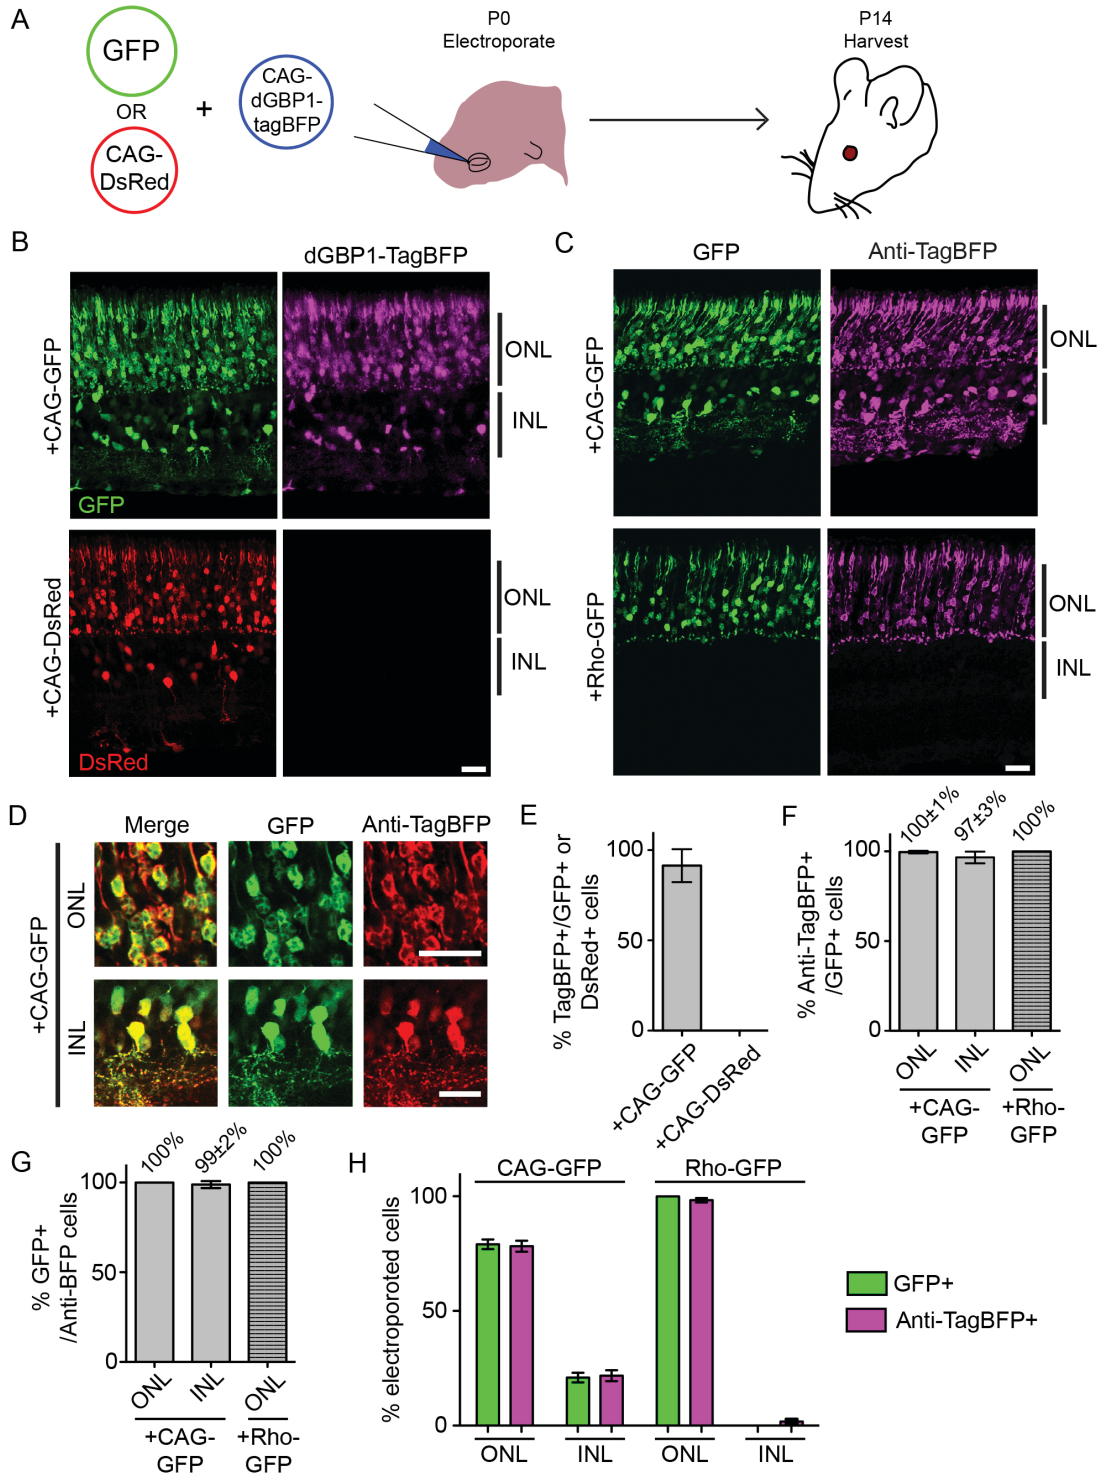 A
GFP
OR
CAG-
DsRed
+
CAG-
dGBP1-
tagBFP
P0
Electroporate
P14
Harvest
B
dGBP1-TagBFP
+CAG-GFP
GFP
ONL
INL
+CAG-DsRed
DsRed
ONL
INL
C
GFP
Anti-TagBFP
+CAG-GFP
ONL
+Rho-GFP
ONL
INL
D
Merge
GFP
Anti-TagBFP
+CAG-GFP
ONL
INL
E
% TagBFP+/GFP+ or
DsRed+ cells
100
50
0
+CAG-GFP
+CAG-DsRed
F
% Anti-TagBFP+
/GFP+ cells
100±1%
97±3%
100%
100
50
0
ONL
INL
ONL
+CAG-
GFP
+Rho-
GFP
G
% GFP+
/Anti-BFP cells
100%
99±2%
100%
100
50
0
ONL
INL
ONL
+CAG-
GFP
+Rho-
GFP
H
CAG-GFP
Rho-GFP
% electroporoted cells
100
50
0
ONL
INL
ONL
INL
GFP+
Anti-TagBFP+